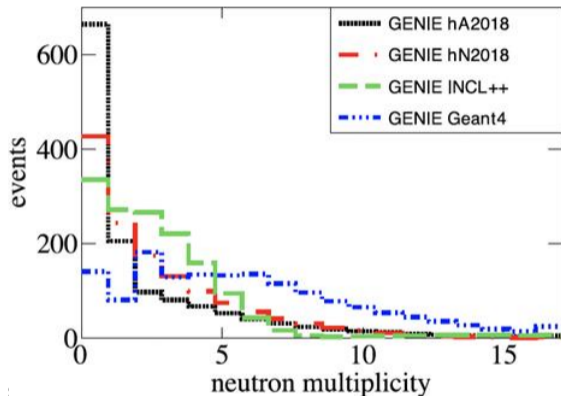 GENIE hA2018
GENIE hN2018
GENIE INCL++
GENIE Geant4
events
600
400
200
0
0 5 10 15
neutron multiplicity